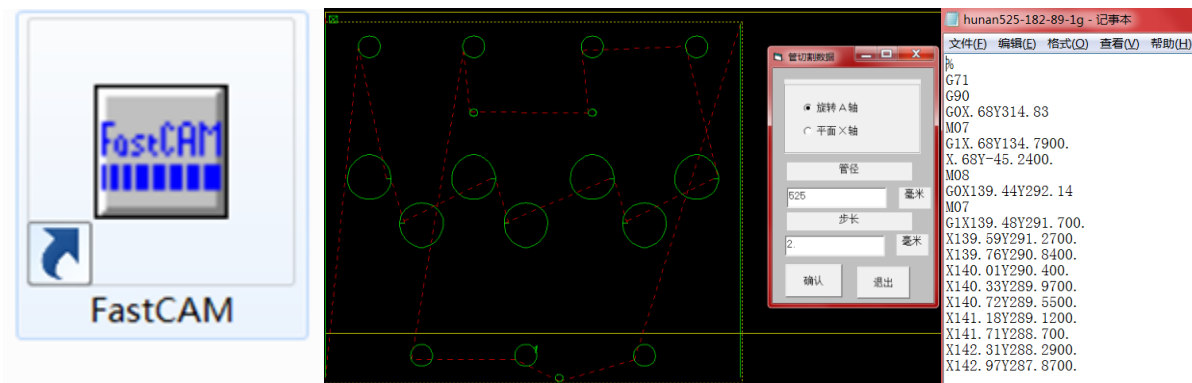 FastCAM
FastCAM
管切割数据
旋转A轴
平面X轴
管径
525
毫米
步长
2.
毫米
确认
退出
hunan525-182-89-1g - 记事本
文件(F) 编辑(E) 格式(O) 查看(V) 帮助(H)
%
G71
G90
G0X.68Y314.83
M07
G1X.68Y134.7900.
X.68Y-45.2400.
M08
G0X139.44Y292.14
M07
G1X139.48Y291.700.
X139.59Y291.2700.
X139.76Y290.8400.
X140.01Y290.400.
X140.33Y289.9700.
X140.72Y289.5500.
X141.18Y289.1200.
X141.71Y288.700.
X142.31Y288.2900.
X142.97Y287.8700.